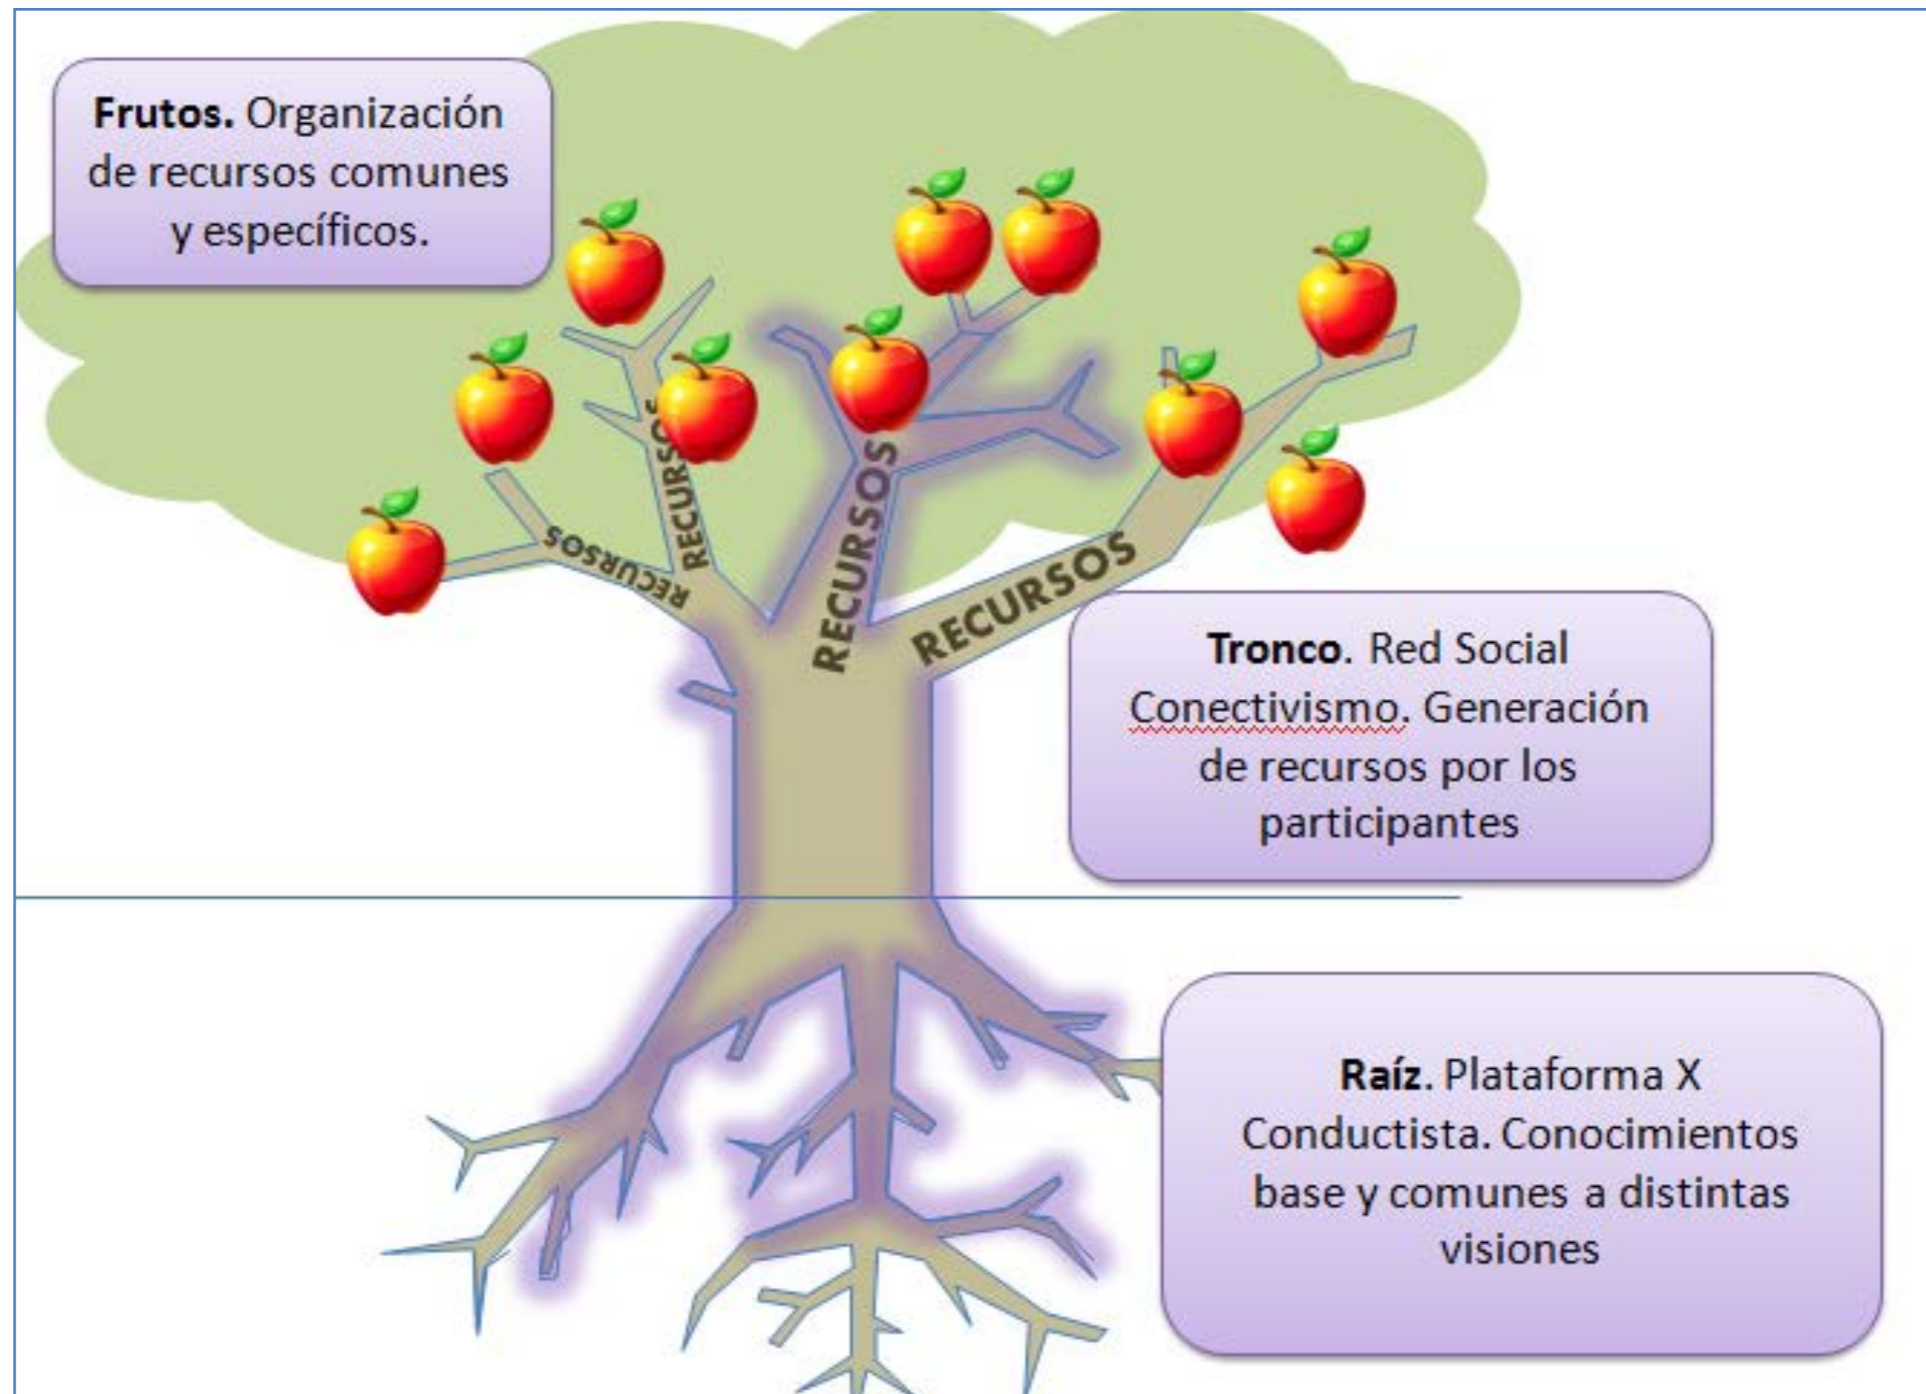 Frutos. Organización
de recursos comunes
y específicos.
RECURSOS
RECURSOS
RECURSOS
RECURSOS
Tronco. Red Social
Conectivismo. Generación
de recursos por los
participantes
Raíz. Plataforma X
Conductista. Conocimientos
base y comunes a distintas
visiones